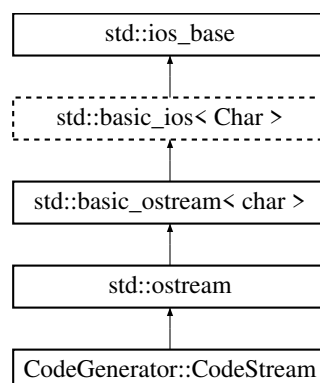 std::ios_base
std::basic_ios< Char >
std::basic_ostream< char >
std::ostream
CodeGenerator::CodeStream